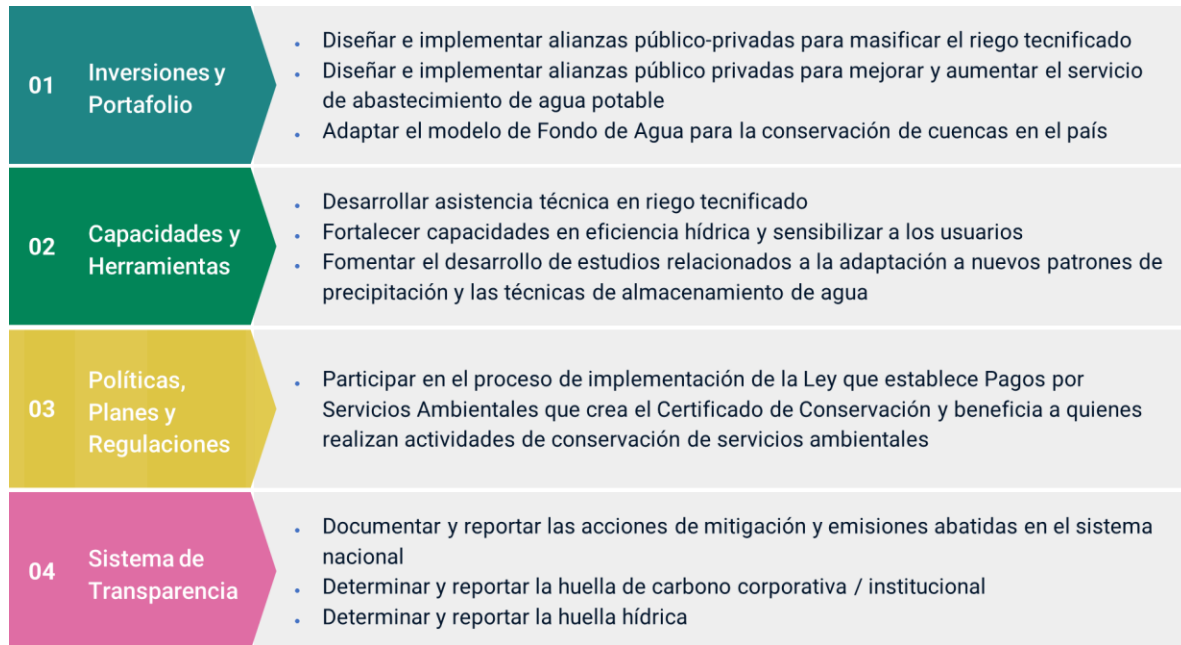 01
Inversiones y
Portafolio
• Diseñar e implementar alianzas público-privadas para masificar el riego tecnificado
• Diseñar e implementar alianzas público privadas para mejorar y aumentar el servicio
de abastecimiento de agua potable
• Adaptar el modelo de Fondo de Agua para la conservación de cuencas en el país
02
Capacidades y
Herramientas
• Desarrollar asistencia técnica en riego tecnificado
• Fortalecer capacidades en eficiencia hídrica y sensibilizar a los usuarios
• Fomentar el desarrollo de estudios relacionados a la adaptación a nuevos patrones de
precipitación y las técnicas de almacenamiento de agua
03
Políticas,
Planes y
Regulaciones
• Participar en el proceso de implementación de la Ley que establece Pagos por
Servicios Ambientales que crea el Certificado de Conservación y beneficia a quienes
realizan actividades de conservación de servicios ambientales
04
Sistema de
Transparencia
• Documentar y reportar las acciones de mitigación y emisiones abatidas en el sistema
nacional
• Determinar y reportar la huella de carbono corporativa / institucional
• Determinar y reportar la huella hídrica